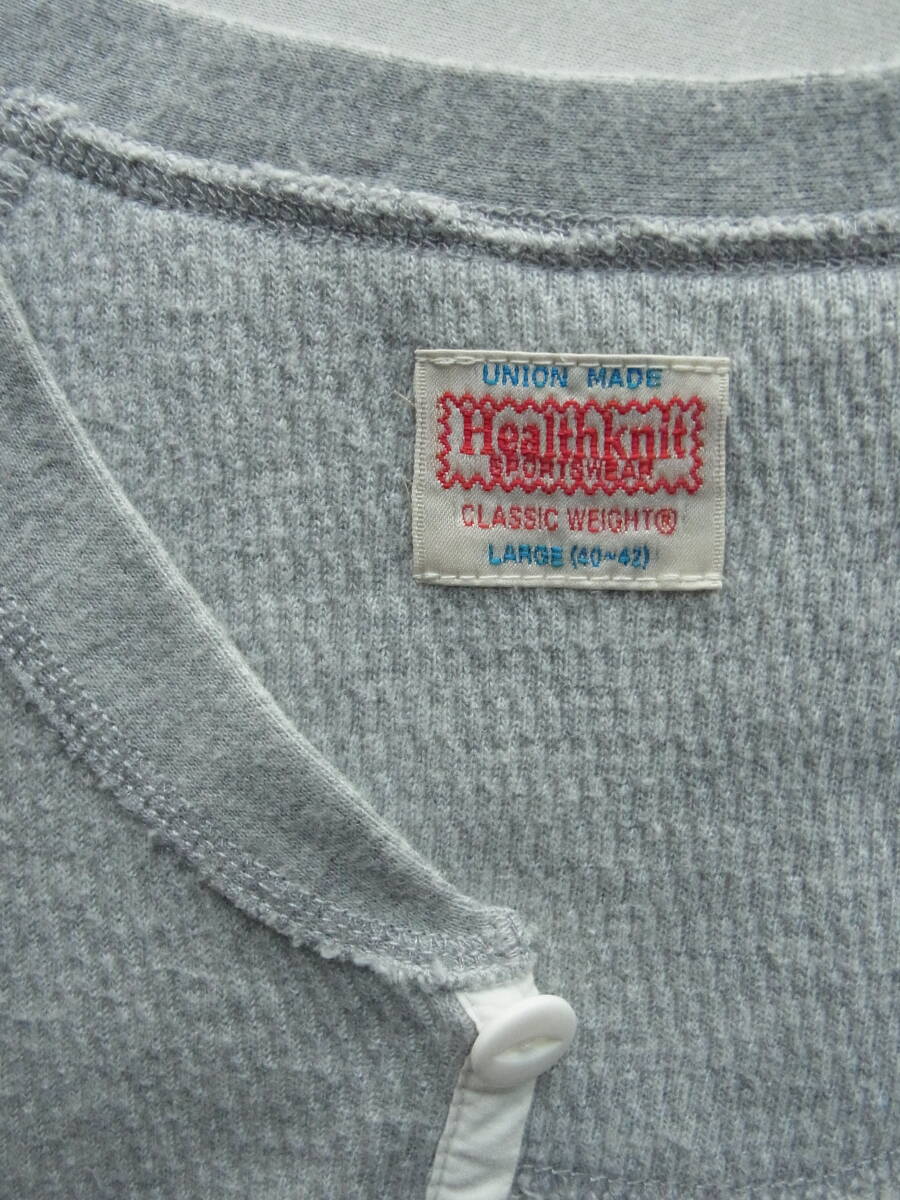 UNION MADE
Healthknit
SPORTSWEAR
CLASSIC WEIGHT®
LARGE (40~42)